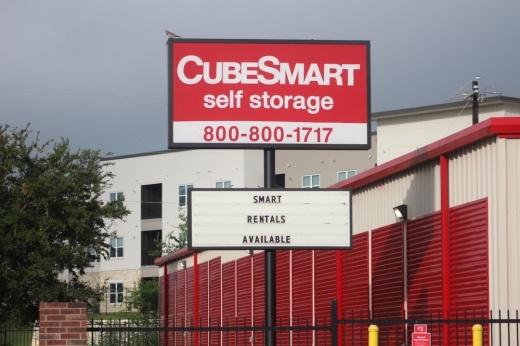 CUBESMART
self storage
800-800-1717
SMART
RENTALS
AVAILABLE